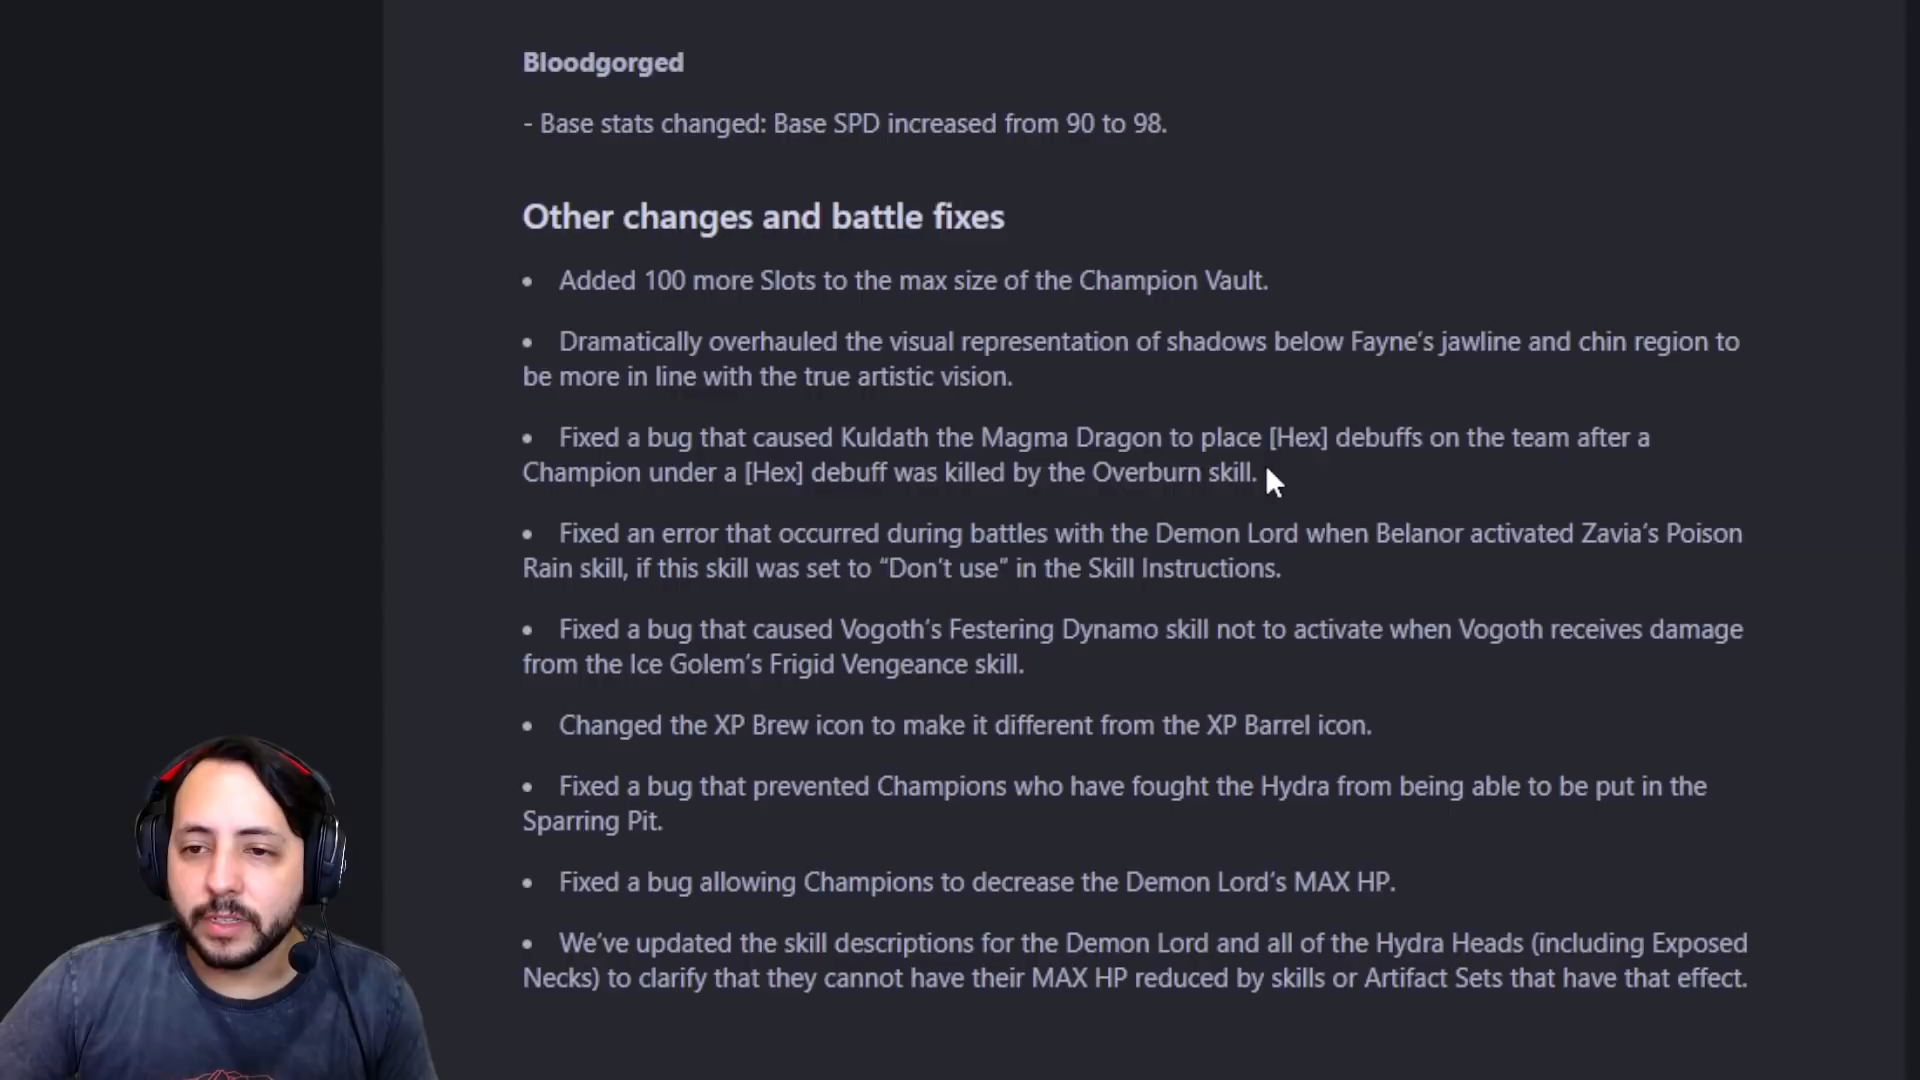 Bloodgorged
- Base stats changed: Base SPD increased from 90 to 98.
Other changes and battle fixes
• Added 100 more Slots to the max size of the Champion Vault.
• Dramatically overhauled the visual representation of shadows below Fayne’s jawline and chin region to
be more in line with the true artistic vision.
• Fixed a bug that caused Kuldath the Magma Dragon to place [Hex] debuffs on the team after a
Champion under a [Hex] debuff was killed by the Overburn skill.
• Fixed an error that occurred during battles with the Demon Lord when Belanor activated Zavia’s Poison
Rain skill, if this skill was set to “Don’t use” in the Skill Instructions.
• Fixed a bug that caused Vogoth’s Festering Dynamo skill not to activate when Vogoth receives damage
from the Ice Golem’s Frigid Vengeance skill.
• Changed the XP Brew icon to make it different from the XP Barrel icon.
• Fixed a bug that prevented Champions who have fought the Hydra from being able to be put in the
Sparring Pit.
• Fixed a bug allowing Champions to decrease the Demon Lord’s MAX HP.
• We’ve updated the skill descriptions for the Demon Lord and all of the Hydra Heads (including Exposed
Necks) to clarify that they cannot have their MAX HP reduced by skills or Artifact Sets that have that effect.